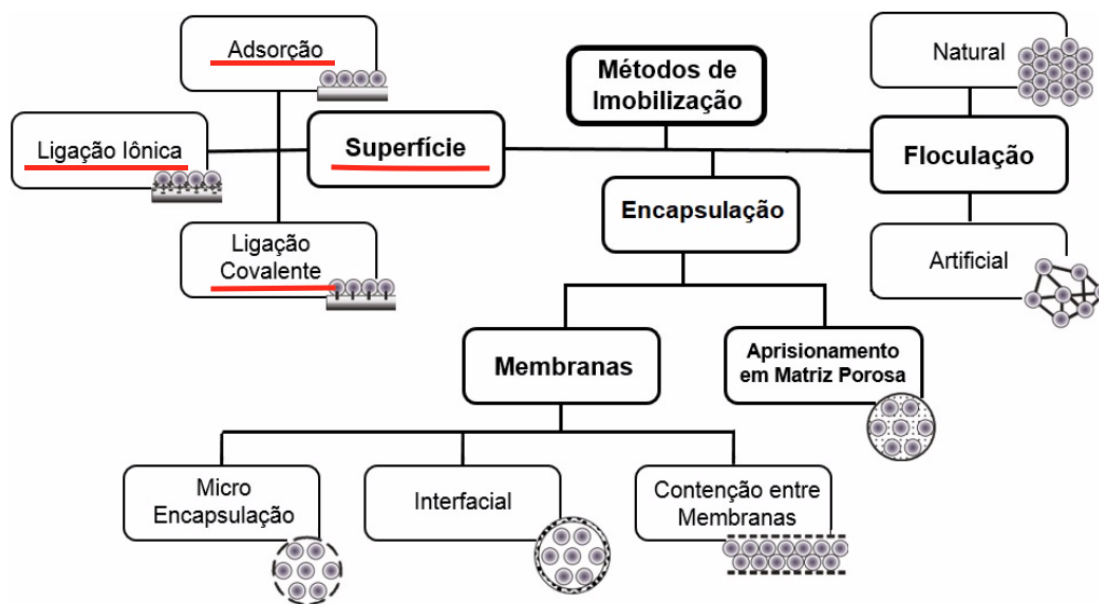 Adsorção
Métodos de
Imobilização
Natural
Ligação Iônica
Superfície
Floculação
Encapsulação
Ligação
Covalente
Artificial
Membranas
Aprisionamento
em Matriz Porosa
Micro
Encapsulação
Interfacial
Contenção entre
Membranas